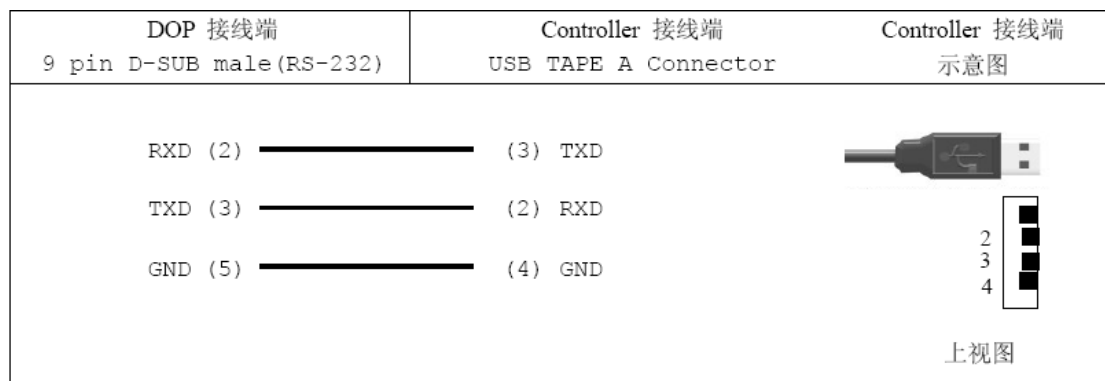 DOP 接线端
9 pin D-SUB male(RS-232)
Controller 接线端
USB TAPE A Connector
Controller 接线端
示意图
RXD (2) (3) TXD
TXD (3) (2) RXD
GND (5) (4) GND
2
3
4
上视图